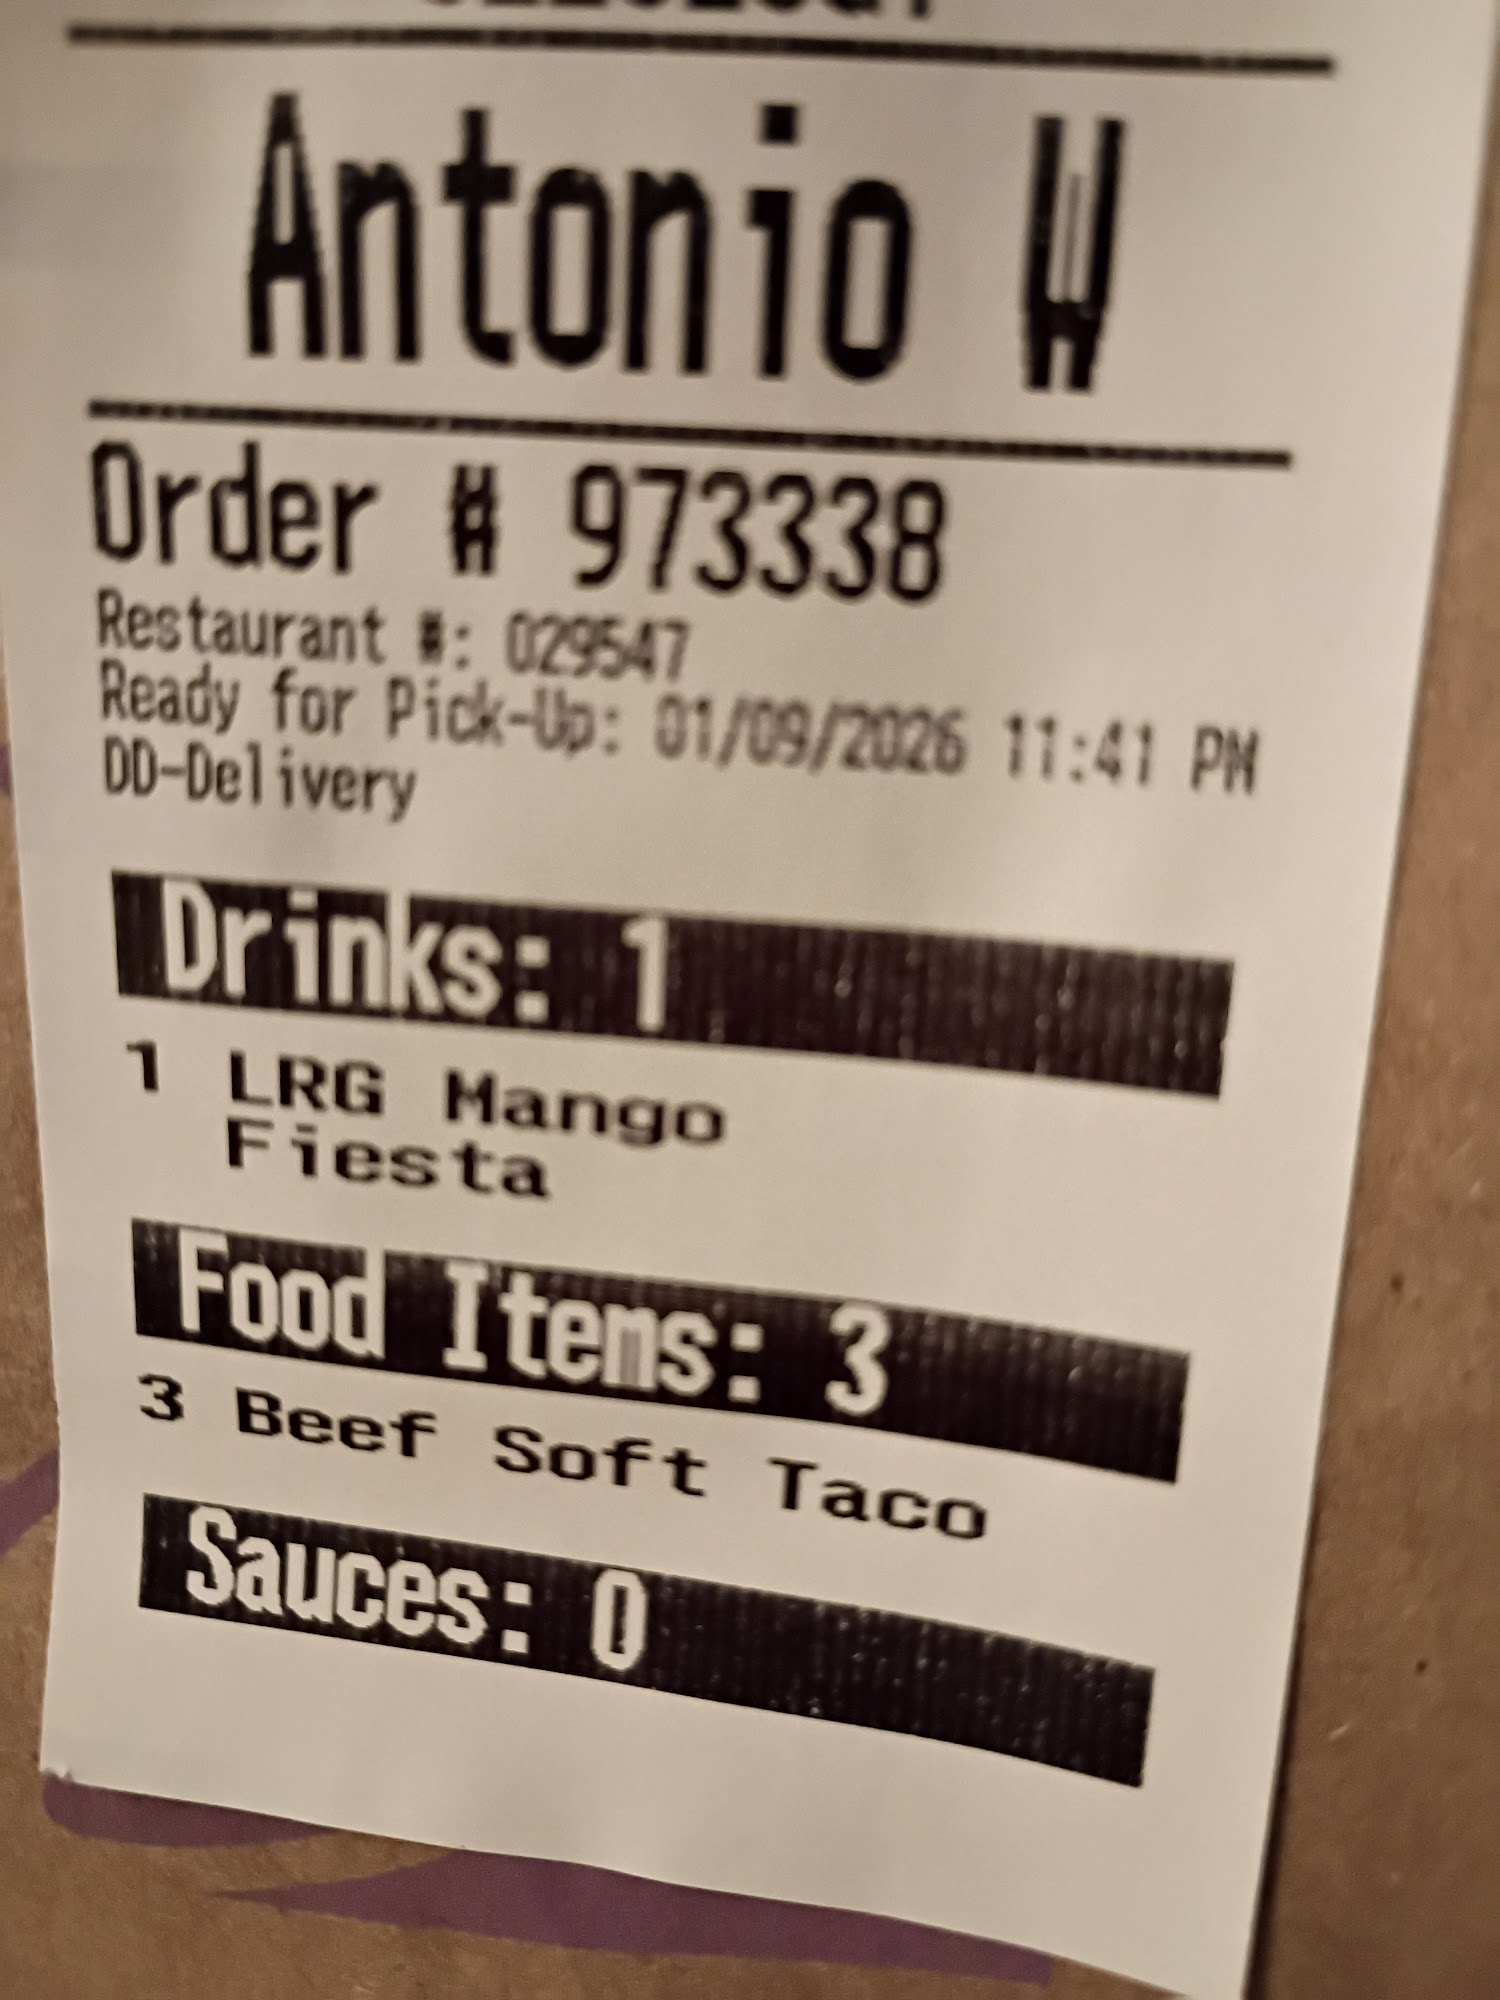 Antonio W
Order # 973338
Restaurant #: 029547
Ready for Pick-Up: 01/09/2026 11:41 PM
DD-Delivery
Drinks: 1
1 LRG Mango
Fiesta
Food Items: 3
3 Beef Soft Taco
Sauces: 0